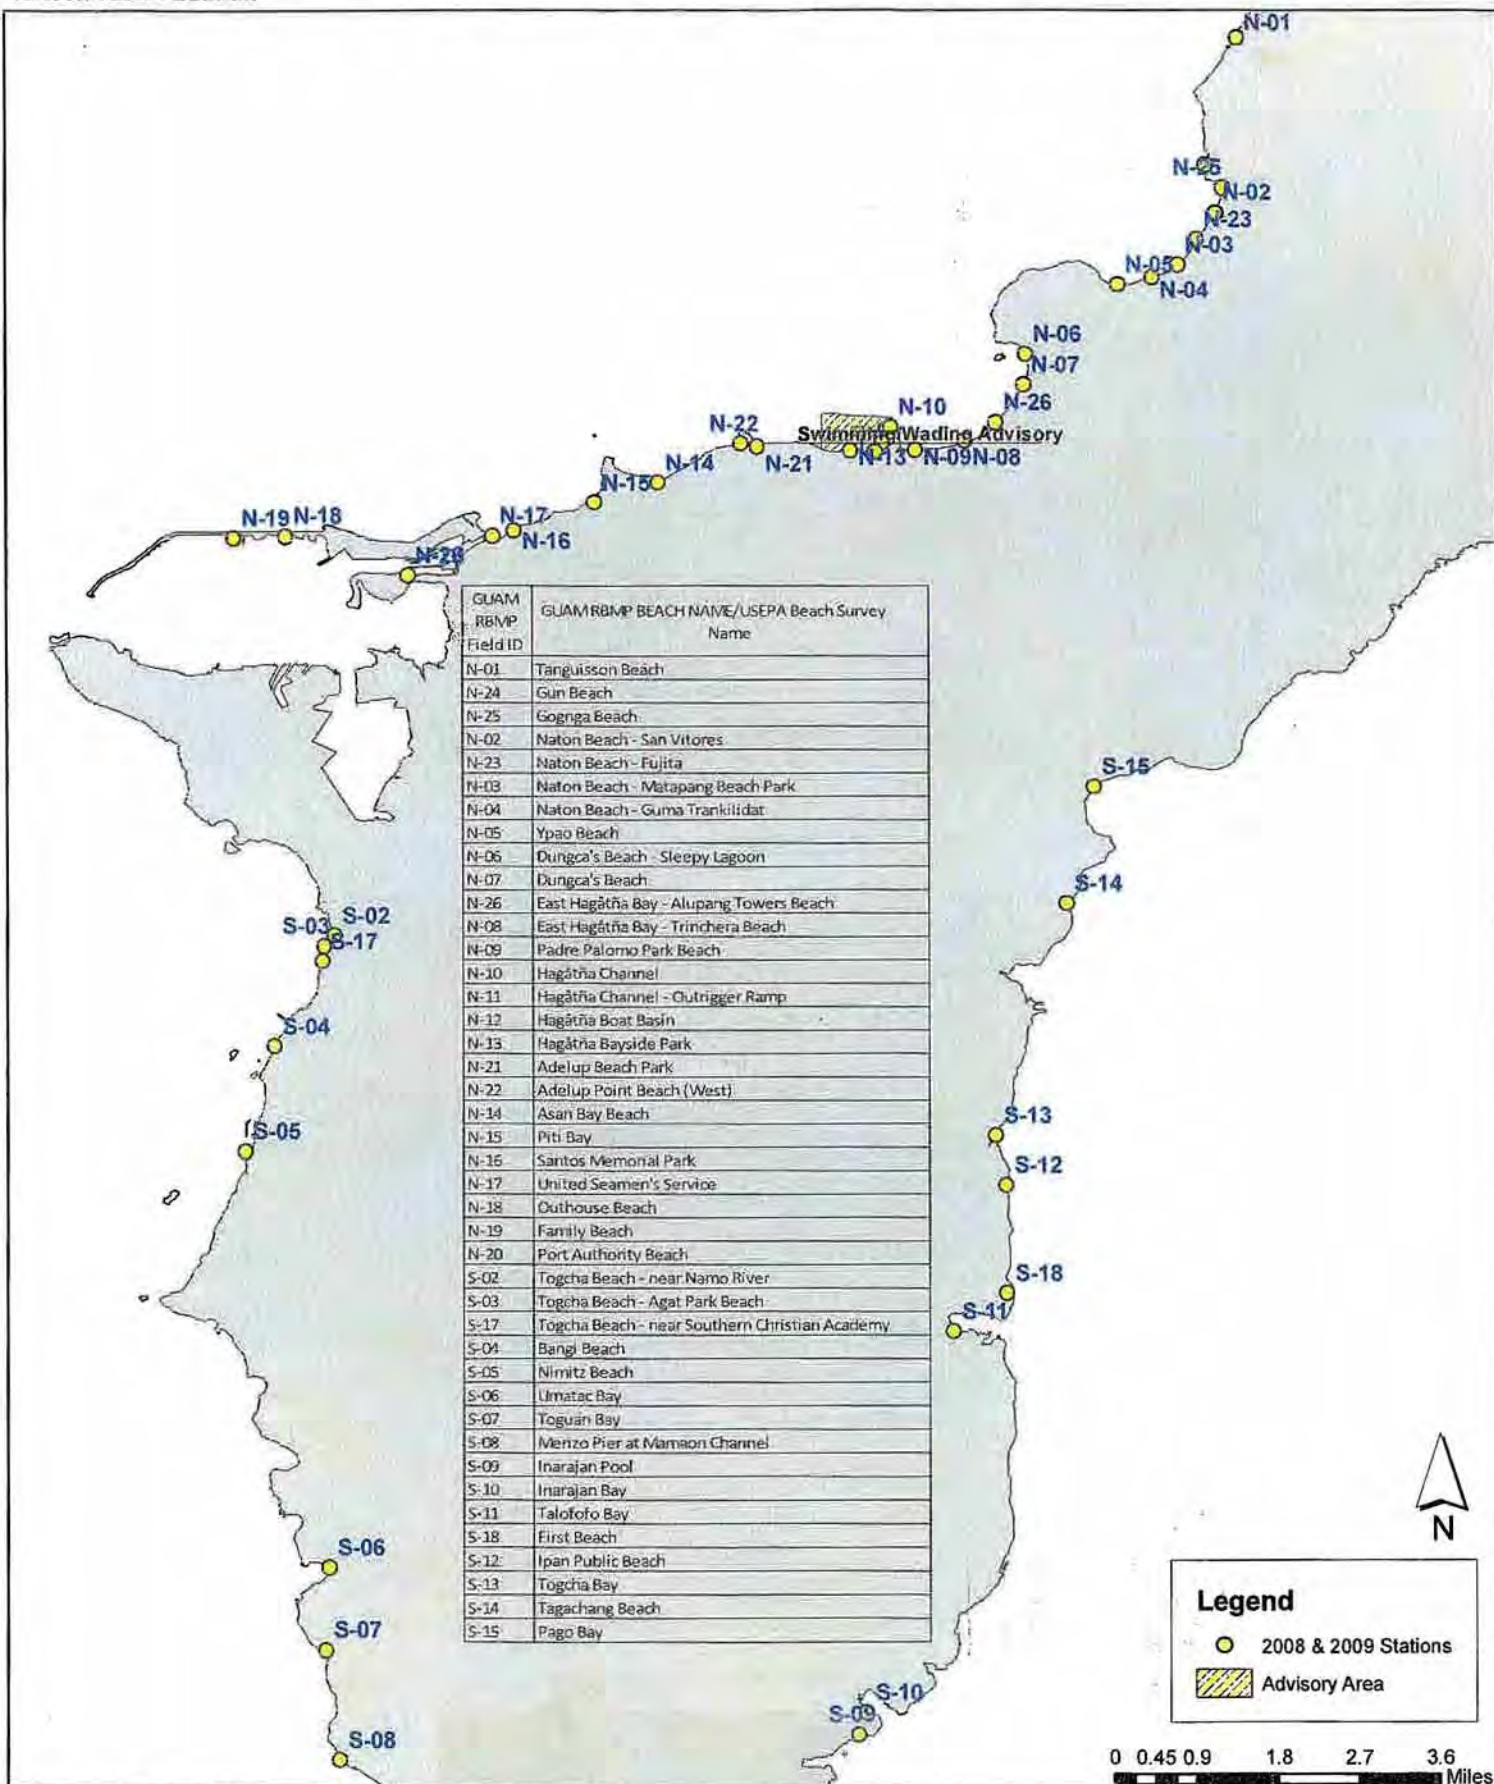 N-01
N-25
N-02
N-23
N-03
N-05
N-04
N-06
N-07
N-26
N-10
Swimming/Wading Advisory
N-22
N-21
N-13
N-09
N-08
N-14
N-15
N-17
N-16
N-19
N-18
N-20
GUAM
RBMP
Field ID
GUAM RBMP BEACH NAME/USEPA Beach Survey
Name
N-01 Tanguisson Beach
N-24 Gun Beach
N-25 Gognga Beach
N-02 Naton Beach - San Vitores
N-23 Naton Beach - Fujita
N-03 Naton Beach - Matapang Beach Park
N-04 Naton Beach - Guma Trankilidat
N-05 Ypao Beach
N-06 Dungca's Beach - Sleepy Lagoon
N-07 Dungca's Beach
N-26 East Hagåtña Bay - Alupang Towers Beach
N-08 East Hagåtña Bay - Trinchera Beach
N-09 Padre Palomo Park Beach
N-10 Hagåtña Channel
N-11 Hagåtña Channel - Outrigger Ramp
N-12 Hagåtña Boat Basin
N-13 Hagåtña Bayside Park
N-21 Adelup Beach Park
N-22 Adelup Point Beach (West)
N-14 Asan Bay Beach
N-15 Piti Bay
N-16 Santos Memorial Park
N-17 United Seamen's Service
N-18 Outhouse Beach
N-19 Family Beach
N-20 Port Authority Beach
S-02 Togcha Beach - near Namo River
S-03 Togcha Beach - Agat Park Beach
S-17 Togcha Beach - near Southern Christian Academy
S-04 Bangi Beach
S-05 Nimitz Beach
S-06 Umatac Bay
S-07 Toguan Bay
S-08 Merizo Pier at Mamaon Channel
S-09 Inarajan Pool
S-10 Inarajan Bay
S-11 Talofofo Bay
S-18 First Beach
S-12 Ipan Public Beach
S-13 Togcha Bay
S-14 Tagachang Beach
S-15 Pago Bay
S-15
S-14
S-02
S-03
S-17
S-04
S-05
S-13
S-12
S-18
S-11
S-06
S-07
S-10
S-09
S-08
N
Legend
2008 & 2009 Stations
Advisory Area
0 0.45 0.9 1.8 2.7 3.6
Miles